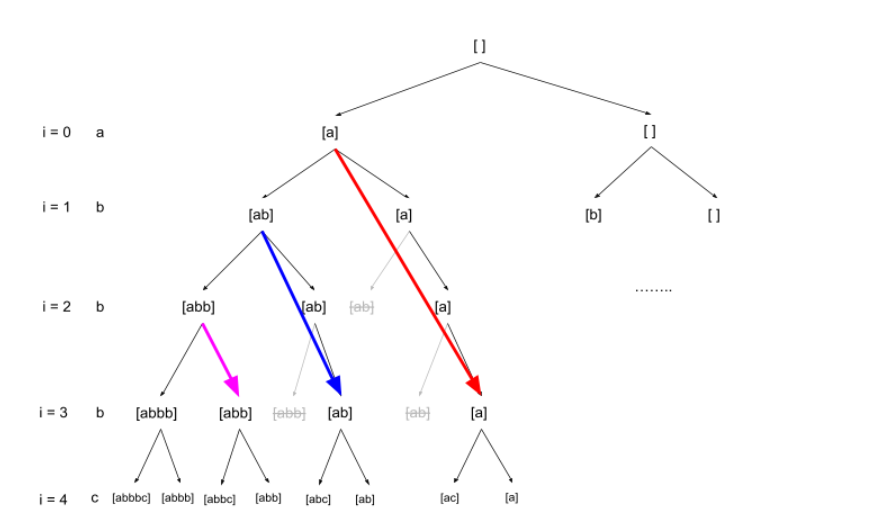 [ ]
i = 0 a [a] [ ]
i = 1 b [ab] [a] [b] [ ]
........
i = 2 b [abb] [ab] [ab] [a]
i = 3 b [abbb] [abb] [abb] [ab] [ab] [a]
i = 4 c [abbbc] [abbb] [abbc] [abb] [abc] [ab] [ac] [a]